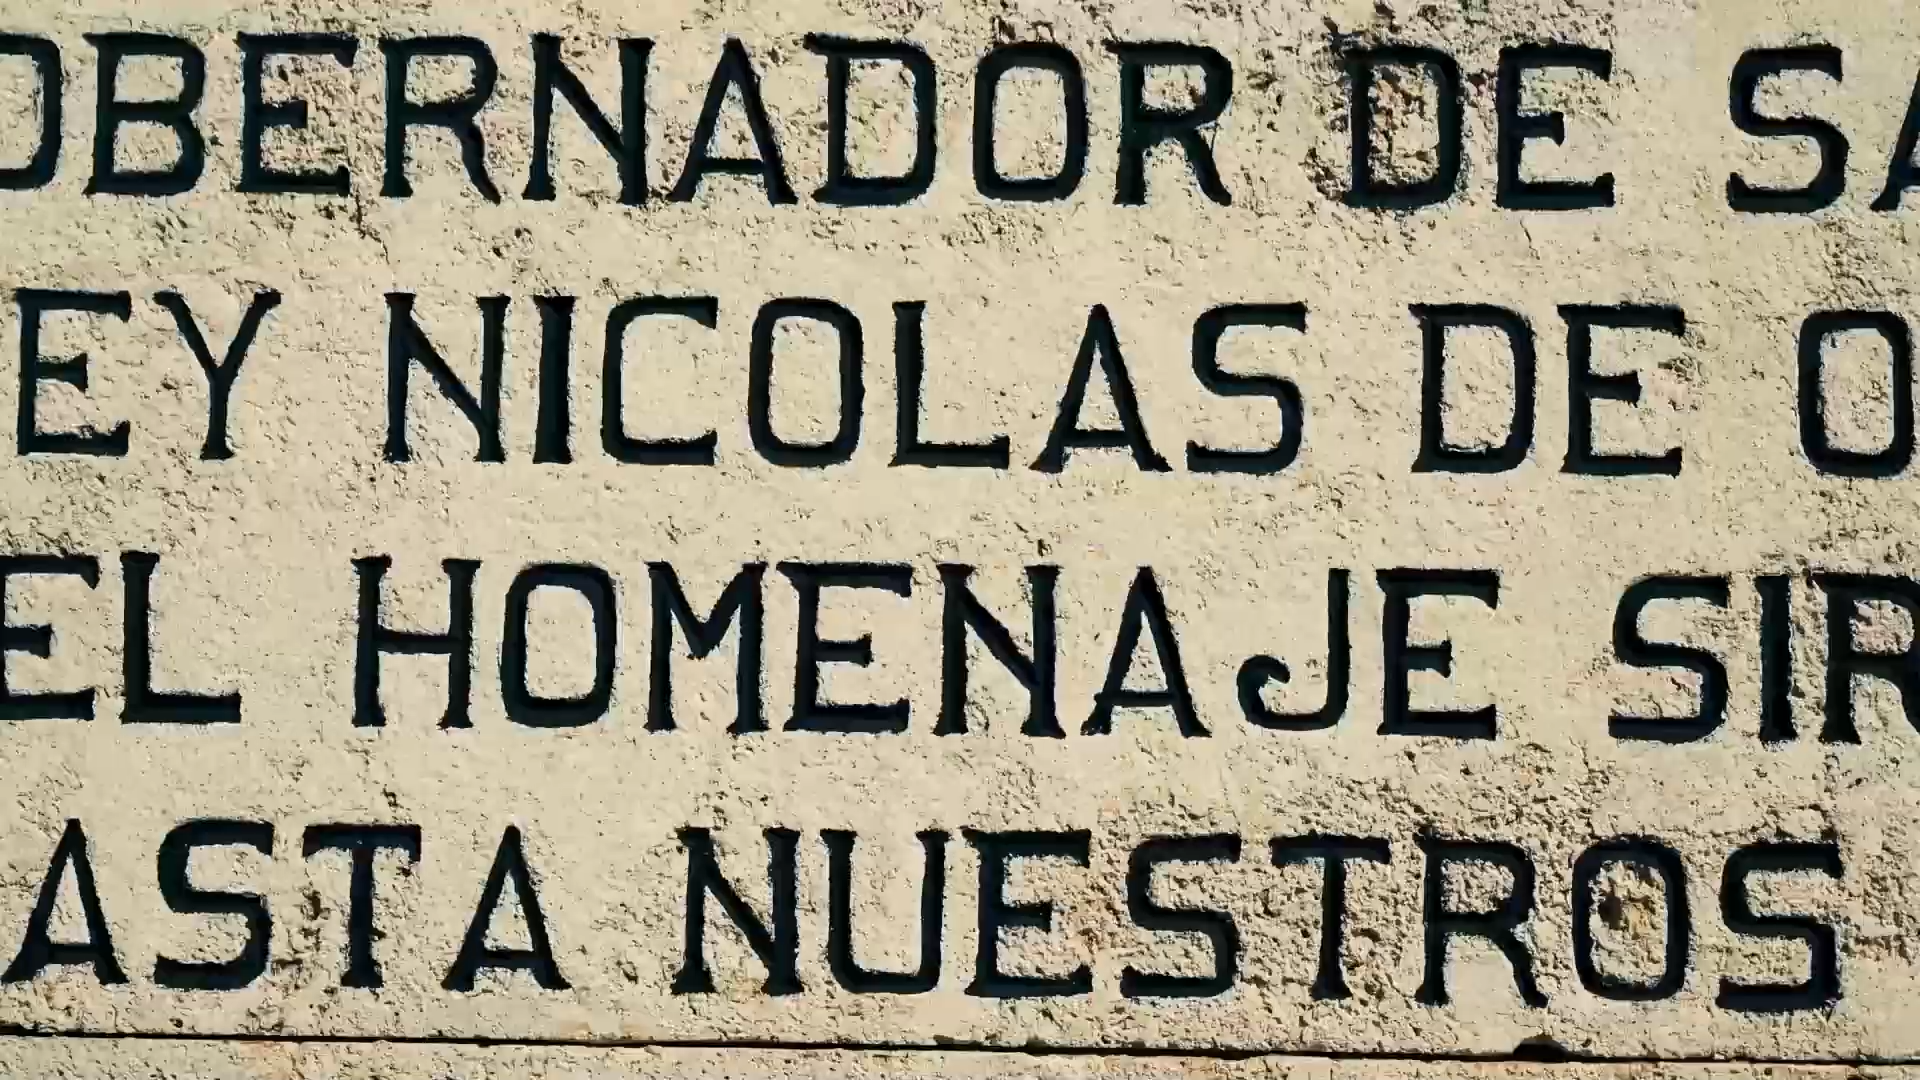 OBERNADOR DE SA
EY NICOLAS DE O
EL HOMENAJE SIR
ASTA NUESTROS